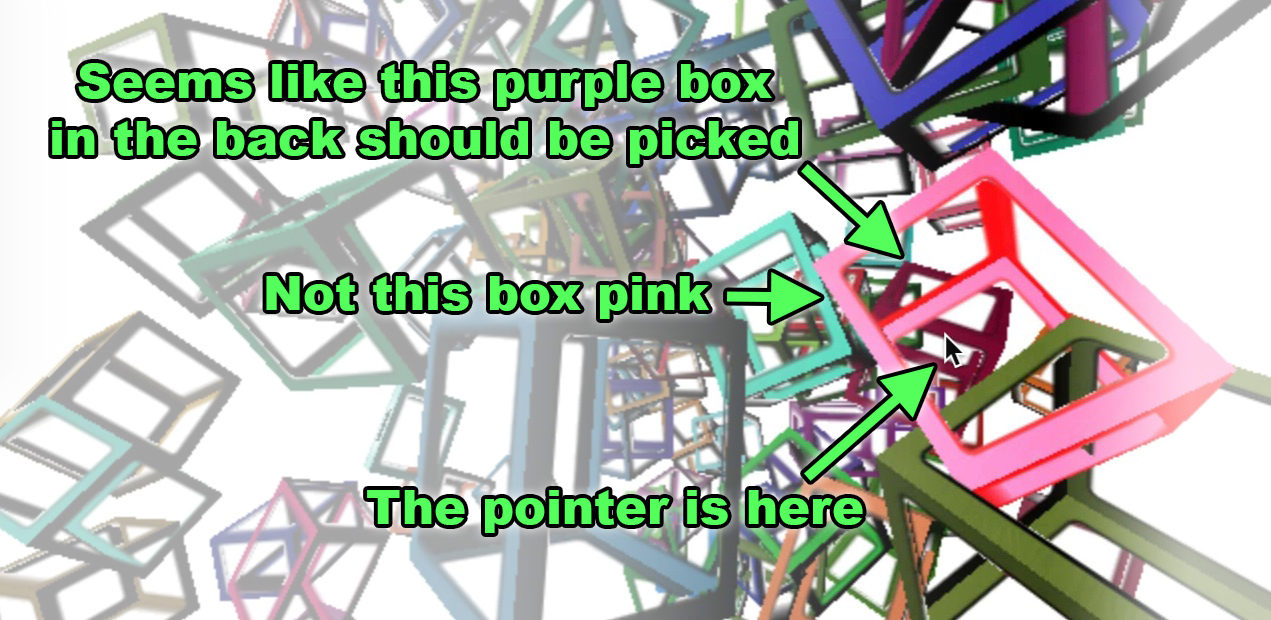 Seems like this purple box
in the back should be picked
Not this box pink
The pointer is here